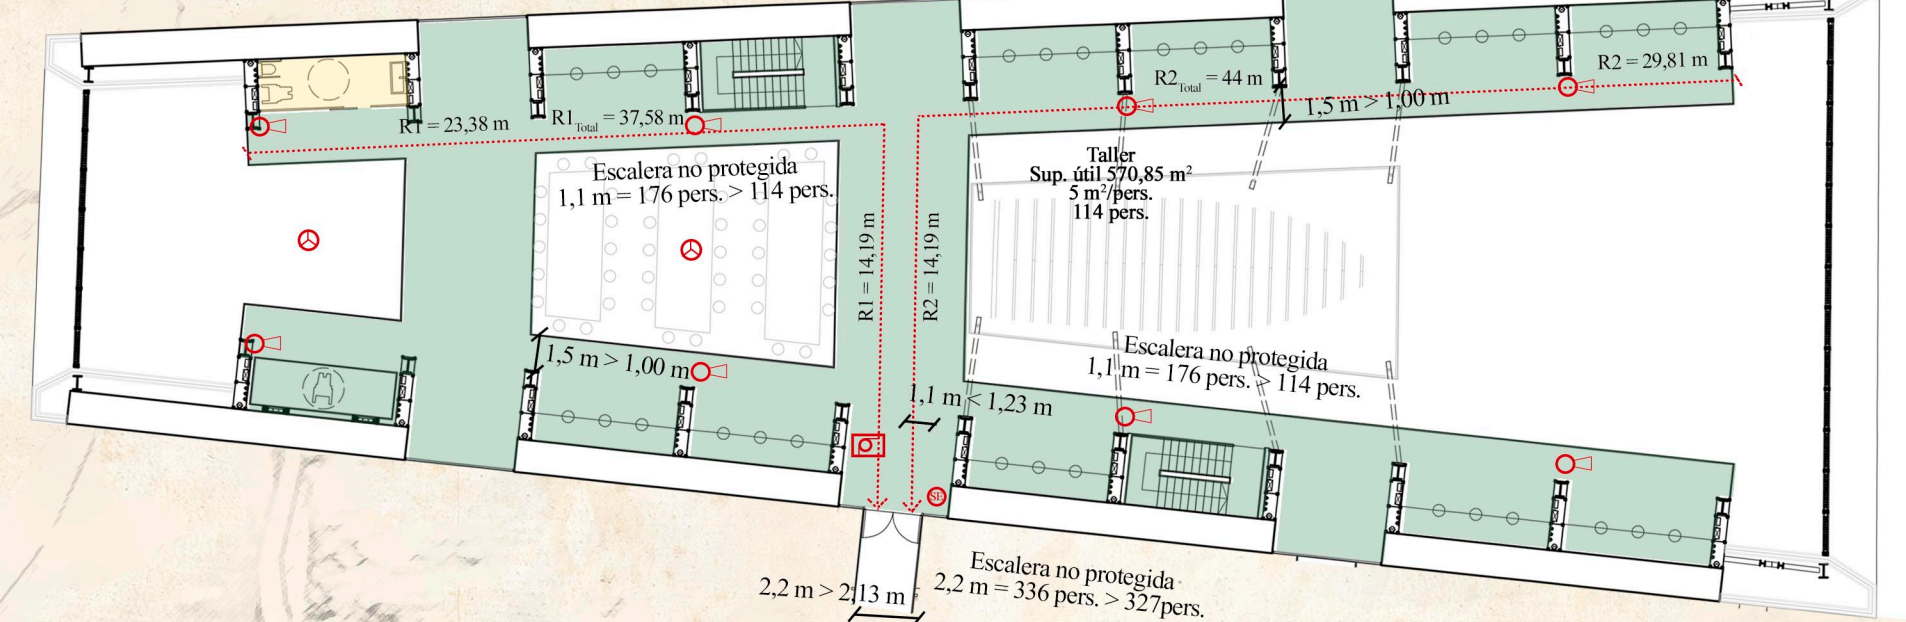 R2 = 29,81 m
R2Total = 44 m
1,5 m > 1,00 m
R1 = 23,38 m
R1Total = 37,58 m
Escalera no protegida
1,1 m = 176 pers. > 114 pers.
Taller
Sup. útil 570,85 m²
5 m²/pers.
114 pers.
R1 = 14,19 m
R2 = 14,19 m
1,5 m > 1,00 m
Escalera no protegida
1,1 m = 176 pers. > 114 pers.
1,1 m < 1,23 m
SE
Escalera no protegida
2,2 m = 336 pers. > 327pers.
2,2 m > 2,13 m